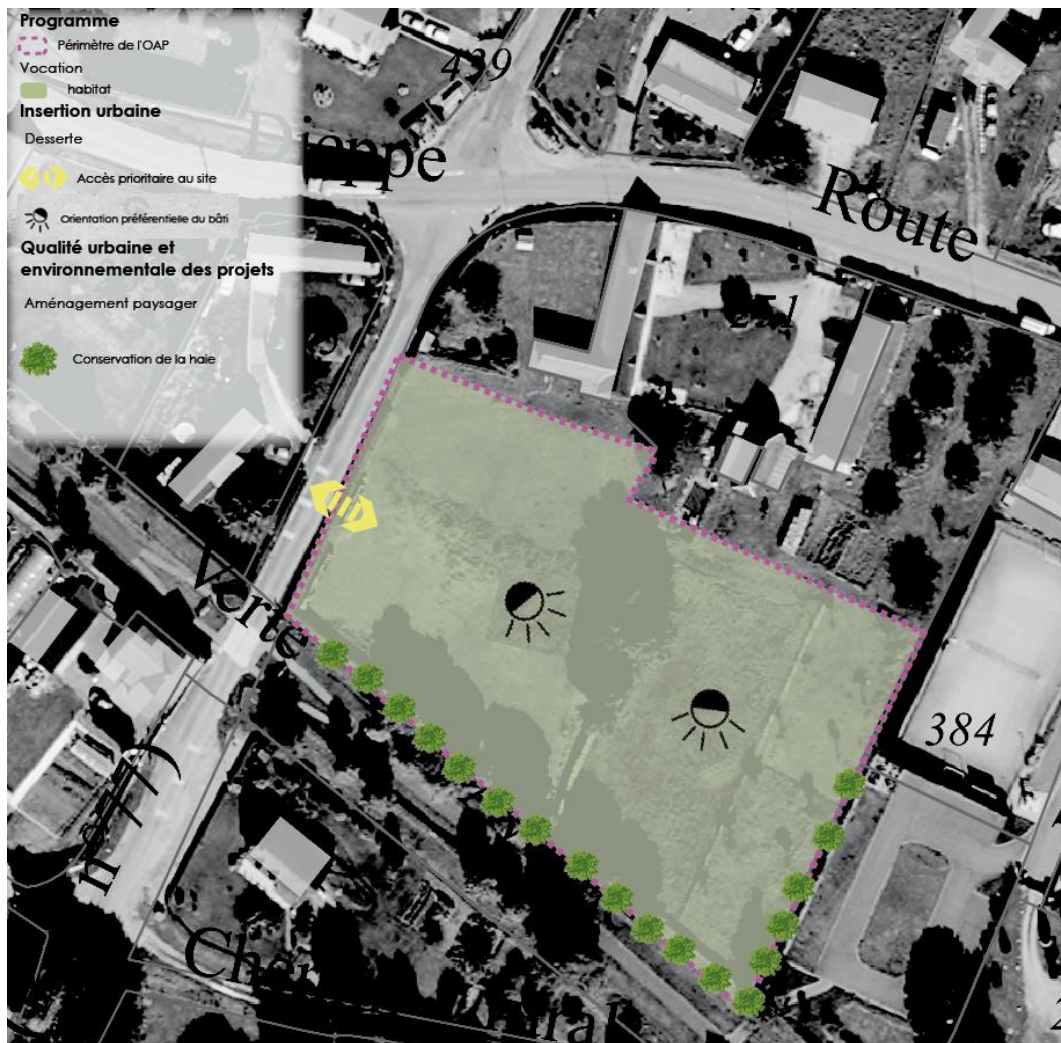 Programme
Périmètre de l'OAP
Vocation
habitat
Insertion urbaine
Desserte
Accès prioritaire au site
Orientation préférentielle du bâti
Qualité urbaine et
environnementale des projets
Aménagement paysager
Conservation de la haie
439
Dieppe
Route
251
Verte
384